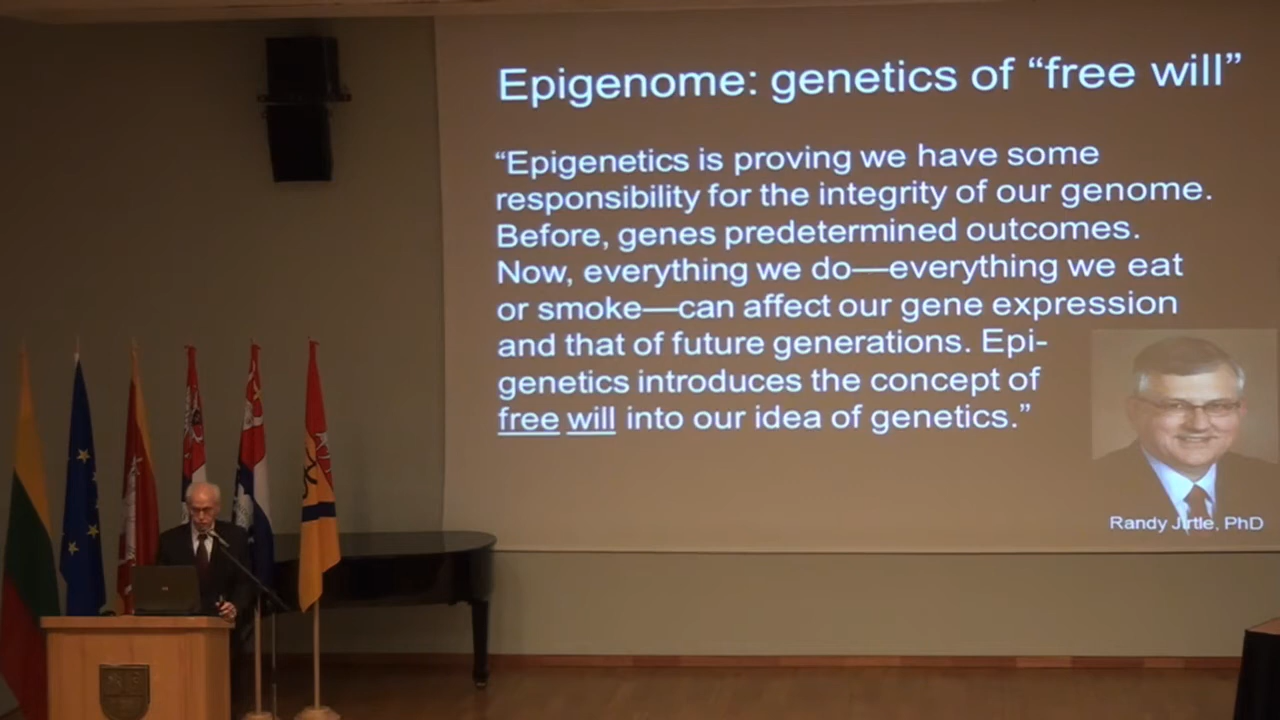 Epigenome: genetics of “free will”
“Epigenetics is proving we have some
responsibility for the integrity of our genome.
Before, genes predetermined outcomes.
Now, everything we do—everything we eat
or smoke—can affect our gene expression
and that of future generations. Epi-
genetics introduces the concept of
free will into our idea of genetics.”
Randy Jirtle, PhD